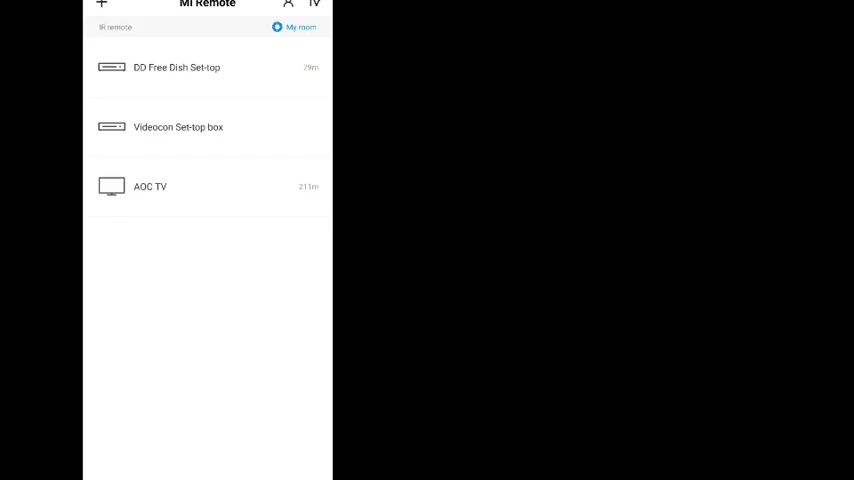 Mi Remote TV
IR remote My room
DD Free Dish Set-top 79m
Videocon Set-top box
AOC TV 211m